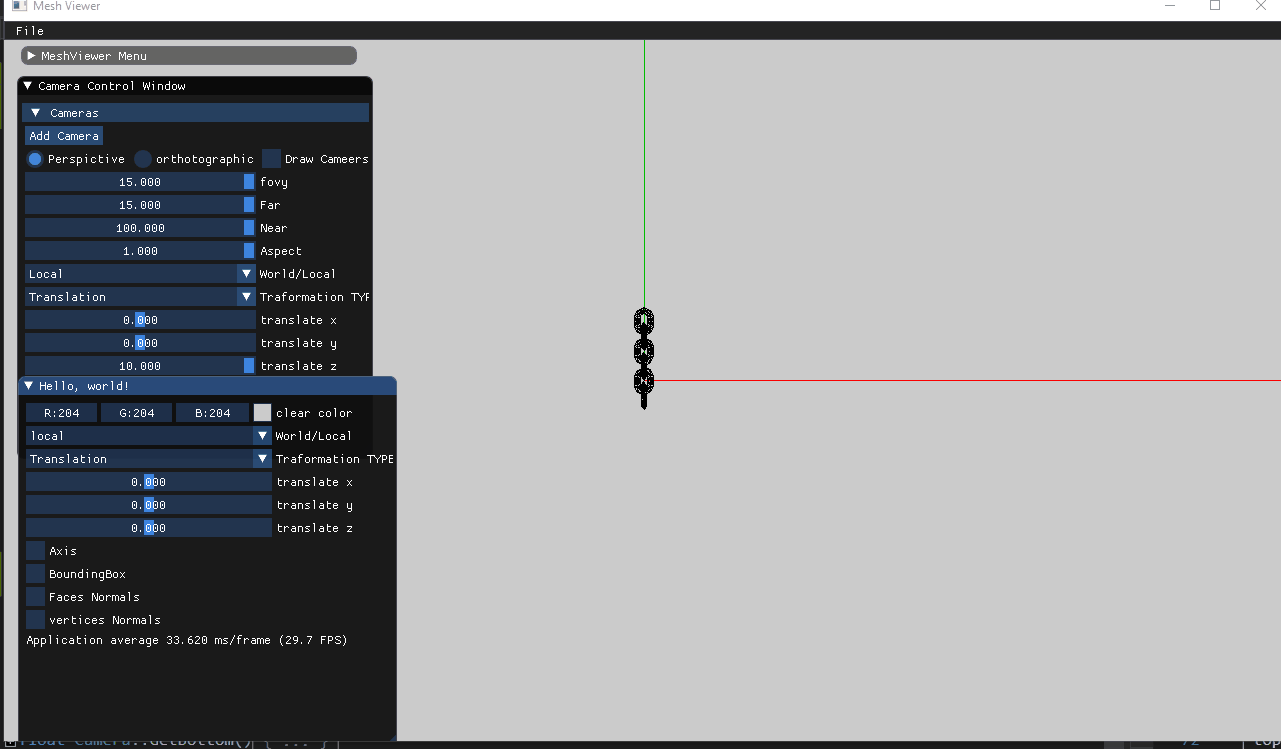 Mesh Viewer
File
MeshViewer Menu
Camera Control Window
Cameras
Add Camera
Perspictive orthotographic Draw Cameers
15.000 fovy
15.000 Far
100.000 Near
1.000 Aspect
Local World/Local
Translation Traformation TYP
0.000 translate x
0.000 translate y
10.000 translate z
Hello, world!
R:204 G:204 B:204 clear color
local World/Local
Translation Traformation TYPE
0.000 translate x
0.000 translate y
0.000 translate z
Axis
BoundingBox
Faces Normals
vertices Normals
Application average 33.620 ms/frame (29.7 FPS)
float Camera::GetBottom() { ... }